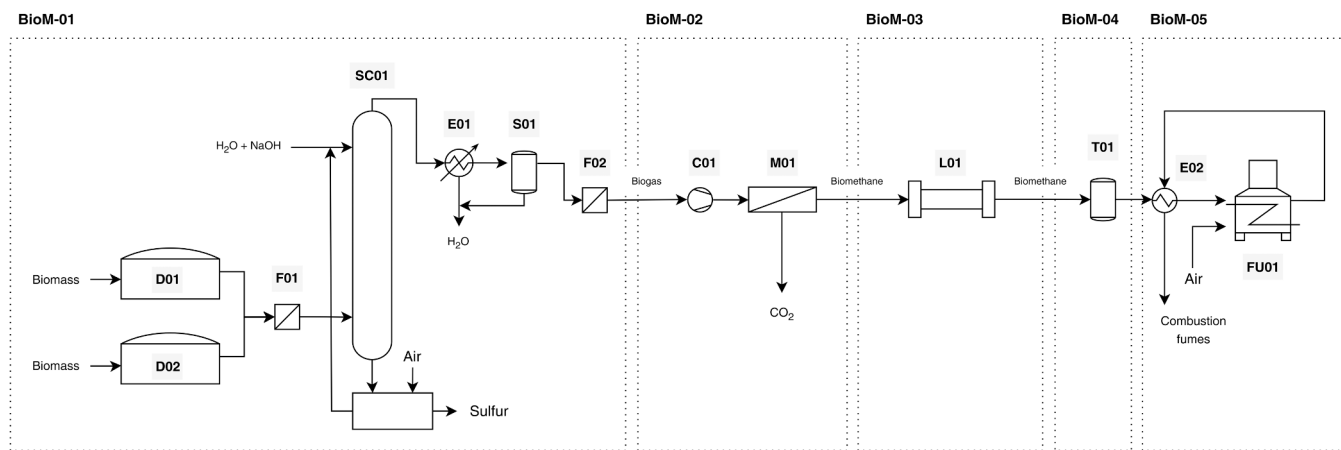 BioM-01
BioM-02
BioM-03
BioM-04
BioM-05
SC01
E01
S01
H₂O + NaOH
F02
C01
M01
L01
T01
E02
Biogas
Biomethane
Biomethane
H₂O
Biomass
D01
F01
Air
FU01
CO₂
Combustion
fumes
Biomass
D02
Air
Sulfur